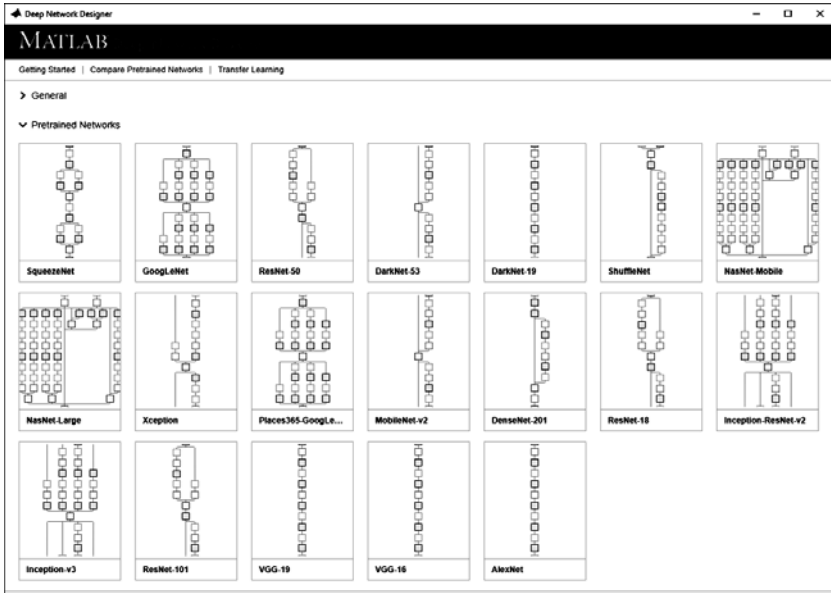 Deep Network Designer
MATLAB
Getting Started | Compare Pretrained Networks | Transfer Learning
General
Pretrained Networks
SqueezeNet GoogLeNet ResNet-50 DarkNet-53 DarkNet-19 ShuffleNet NasNet-Mobile
NasNet-Large Xception Places365-GoogLe... MobileNet-v2 DenseNet-201 ResNet-18 Inception-ResNet-v2
Inception-v3 ResNet-101 VGG-19 VGG-16 AlexNet